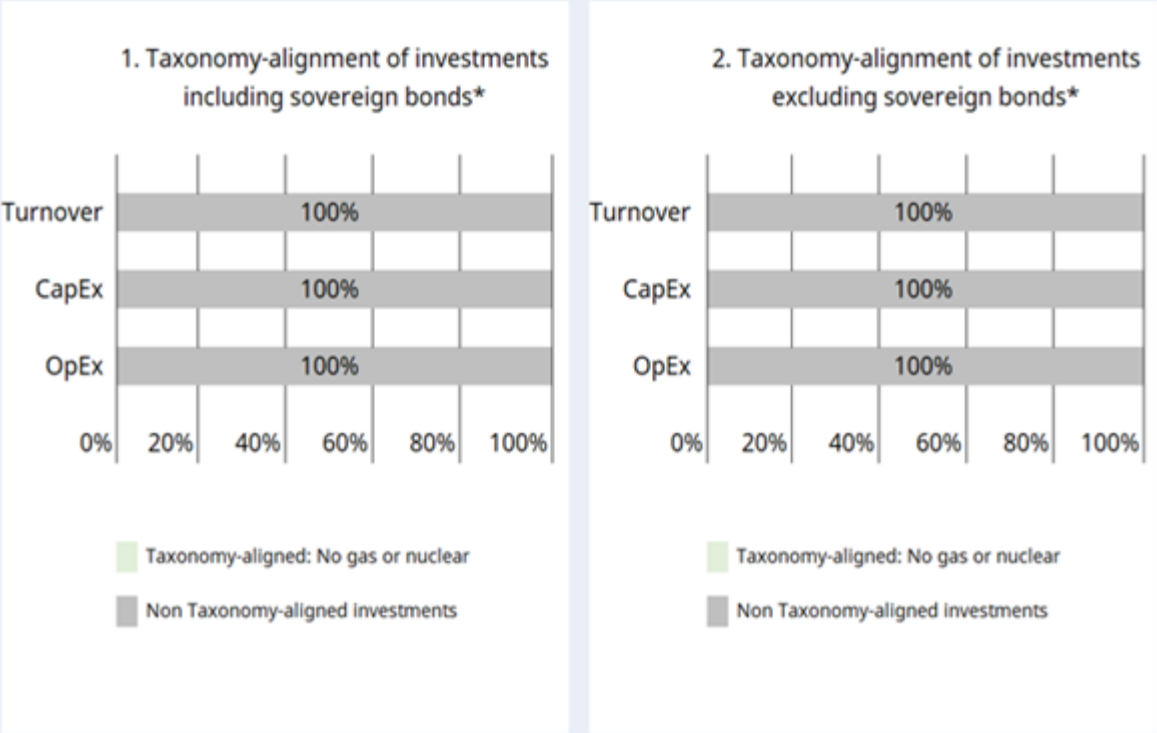 1. Taxonomy-alignment of investments
including sovereign bonds*
Turnover 100%
CapEx 100%
OpEx 100%
0% 20% 40% 60% 80% 100%
Taxonomy-aligned: No gas or nuclear
Non Taxonomy-aligned investments
2. Taxonomy-alignment of investments
excluding sovereign bonds*
Turnover 100%
CapEx 100%
OpEx 100%
0% 20% 40% 60% 80% 100%
Taxonomy-aligned: No gas or nuclear
Non Taxonomy-aligned investments